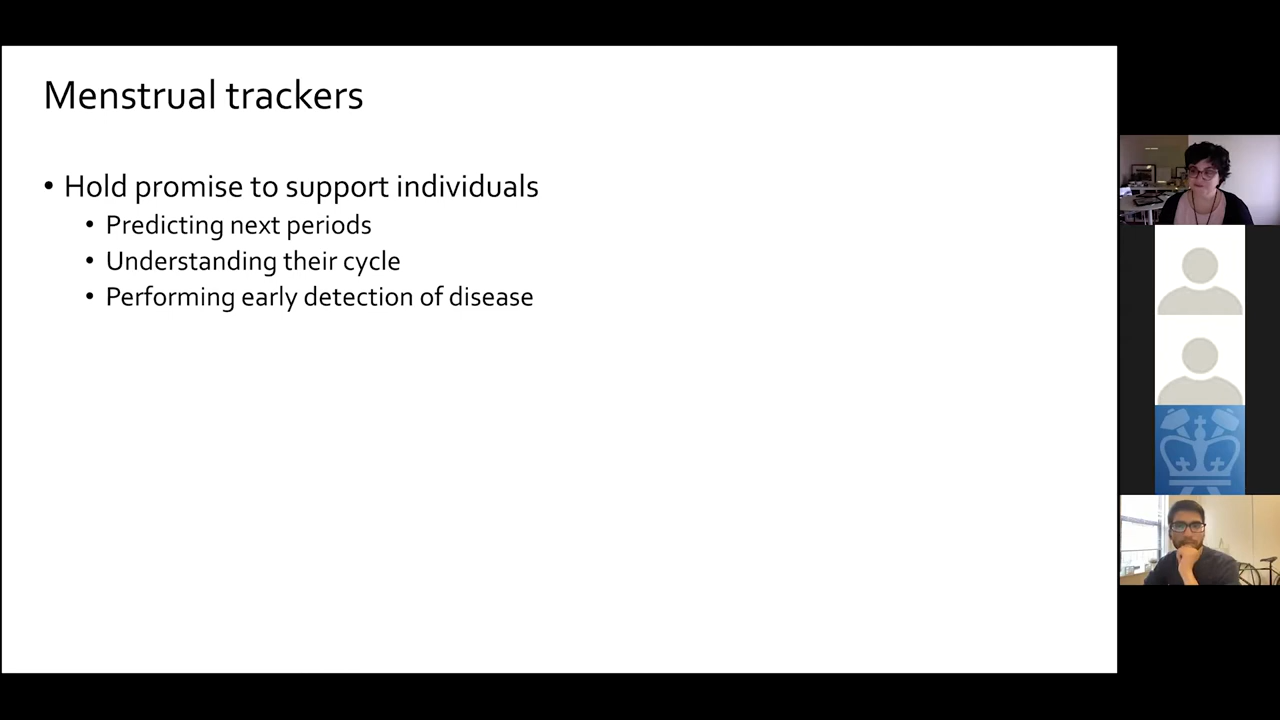 Menstrual trackers
• Hold promise to support individuals
• Predicting next periods
• Understanding their cycle
• Performing early detection of disease